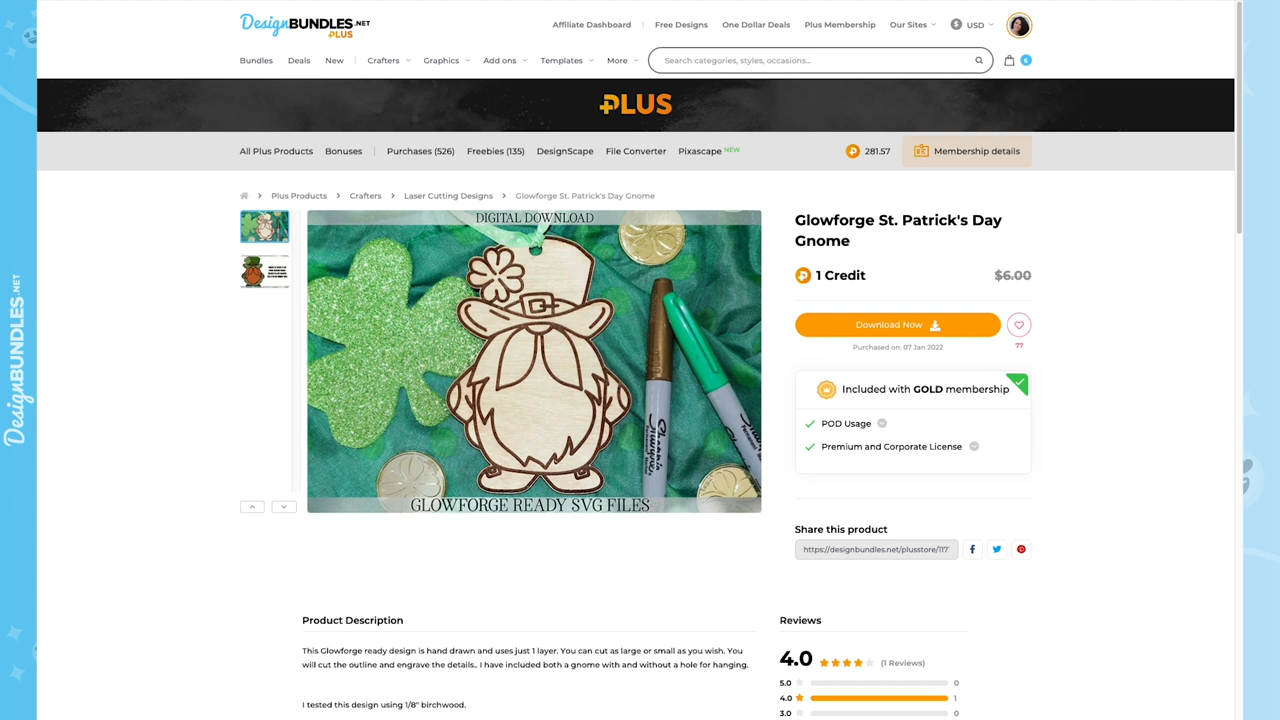 DesignBUNDLES.NET
PLUS
Affiliate Dashboard
Free Designs
One Dollar Deals
Plus Membership
Our Sites
$ USD
Bundles
Deals
New
Crafters
Graphics
Add ons
Templates
More
Search categories, styles, occasions...
6
PLUS
All Plus Products
Bonuses
Purchases (526)
Freebies (135)
DesignScape
File Converter
Pixascape NEW
281.57
Membership details
Plus Products
Crafters
Laser Cutting Designs
Glowforge St. Patrick's Day Gnome
DIGITAL DOWNLOAD
Sharpie
GLOWFORGE READY SVG FILES
Glowforge St. Patrick's Day
Gnome
1 Credit
$6.00
Download Now
Purchased on: 07 Jan 2022
77
Included with GOLD membership
POD Usage
Premium and Corporate License
Share this product
https://designbundles.net/plusstore/117
Product Description
This Glowforge ready design is hand drawn and uses just 1 layer. You can cut as large or small as you wish. You
will cut the outline and engrave the details.. I have included both a gnome with and without a hole for hanging.
I tested this design using 1/8" birchwood.
Reviews
4.0
(1 Reviews)
5.0
0
4.0
1
3.0
0
DesignBUNDLES.NET